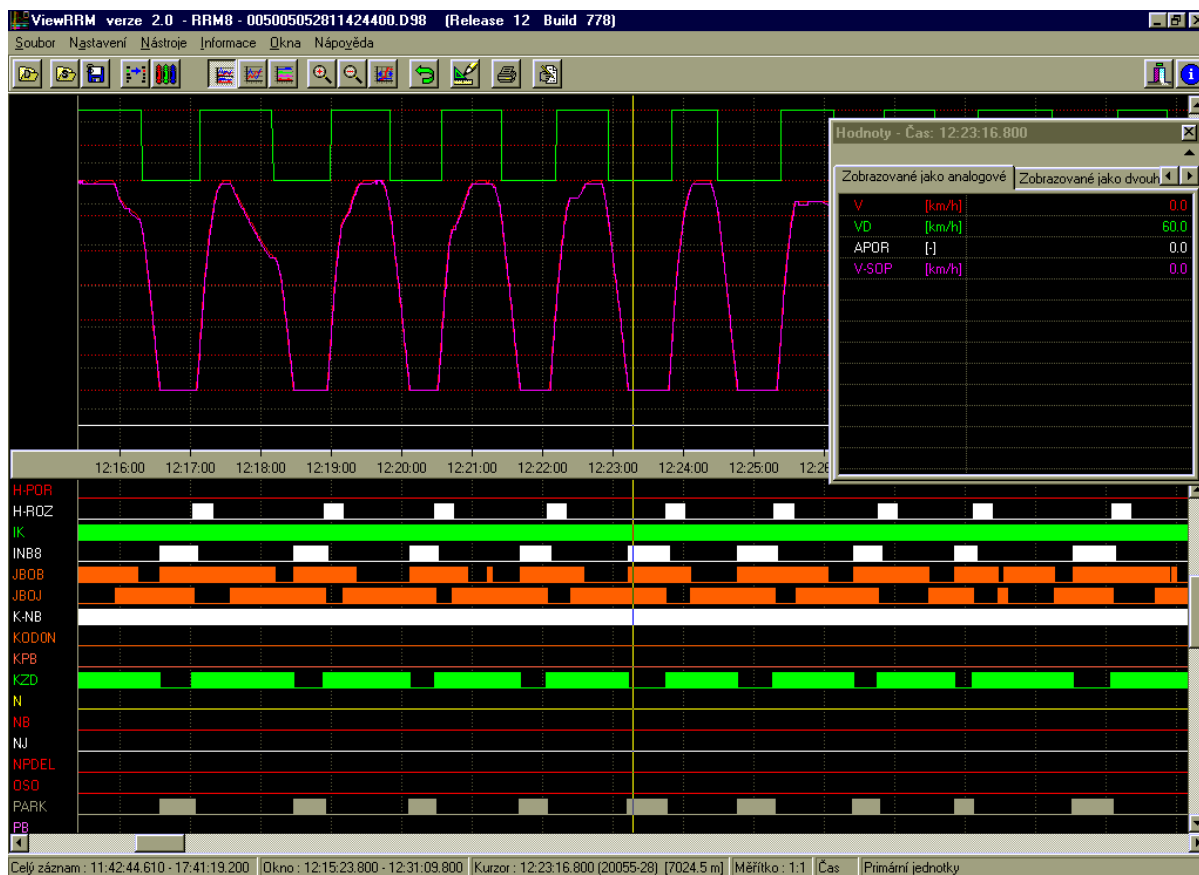 ViewRRM verze 2.0 - RRM8 - 005005052811424400.D98 (Release 12 Build 778)
Soubor Nastavení Nástroje Informace Okna Nápověda
Hodnoty - Čas: 12:23:16.800
Zobrazované jako analogové Zobrazované jako dvouh
V [km/h] 0.0
VD [km/h] 60.0
APOR [-] 0.0
V-SOP [km/h] 0.0
12:16:00 12:17:00 12:18:00 12:19:00 12:20:00 12:21:00 12:22:00 12:23:00 12:24:00 12:25:00 12:26
H-POR
H-ROZ
IK
INB8
JBOB
JBOJ
K-NB
KODON
KPB
KZD
N
NB
NJ
NPDEL
OSO
PARK
PB
Celý záznam : 11:42:44.610 - 17:41:19.200 Okno : 12:15:23.800 - 12:31:09.800 Kurzor : 12:23:16.800 (20055-28) [7024.5 m] Měřítko : 1:1 Čas Primární jednotky